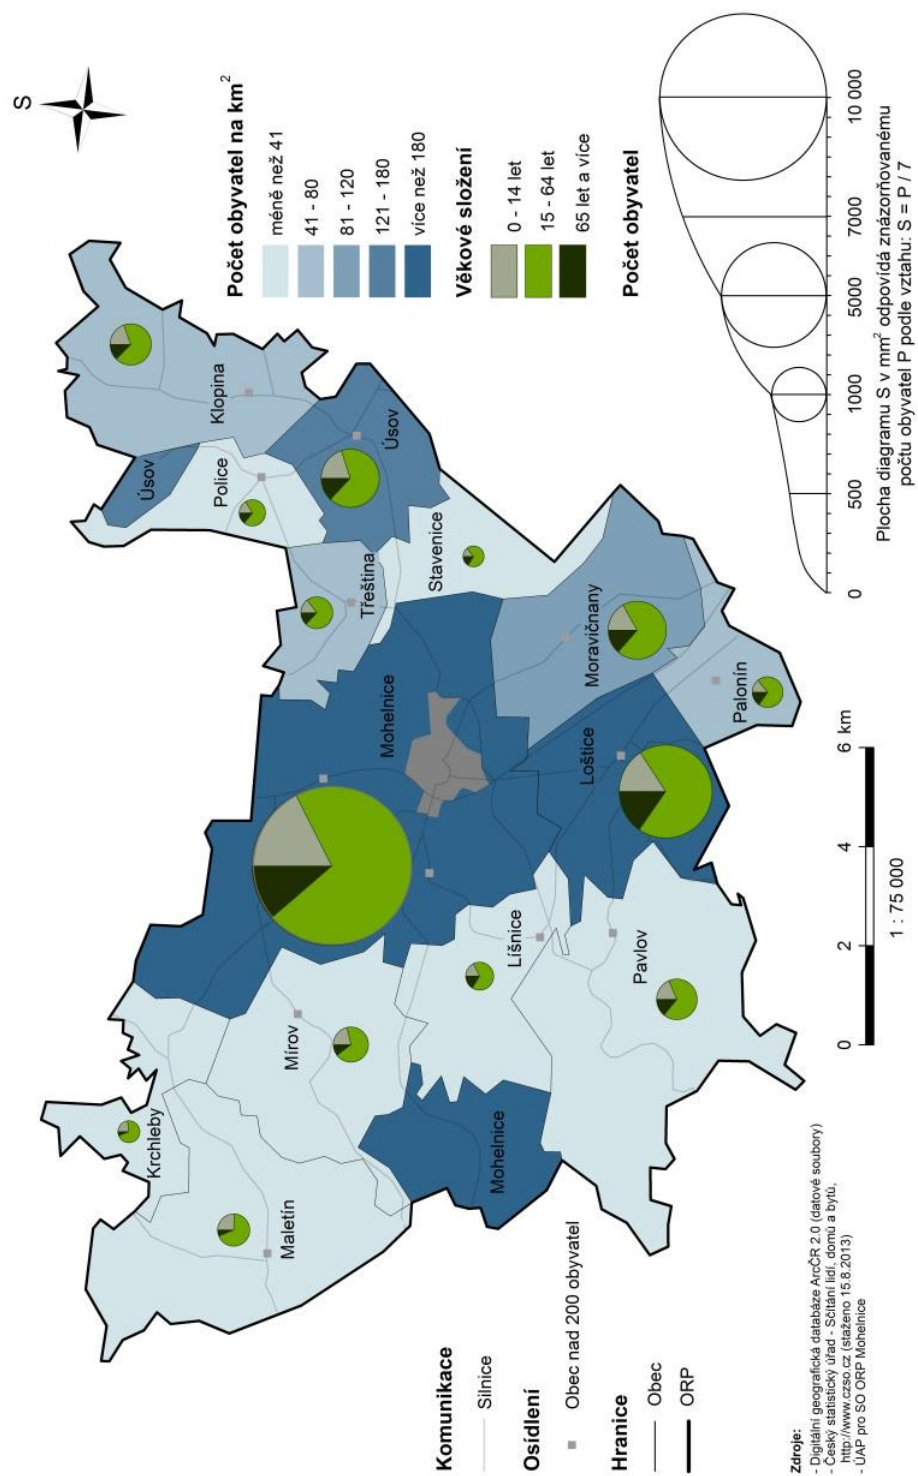 S
Počet obyvatel na km²
méně než 41
41 - 80
81 - 120
121 - 180
více než 180
Věkové složení
0 - 14 let
15 - 64 let
65 let a více
Počet obyvatel
0
500
1000
5000
7000
10 000
Plocha diagramu S v mm² odpovídá znázorňovanému
počtu obyvatel P podle vztahu: S = P / 7
Krchleby
Maletín
Mírov
Mohelnice
Líšnice
Pavlov
Mohelnice
Loštice
Třeština
Police
Úsov
Klopina
Úsov
Stavenice
Moravičany
Palonín
0
2
4
6 km
1 : 75 000
Komunikace
Silnice
Osídlení
Obec nad 200 obyvatel
Hranice
Obec
ORP
Zdroje:
- Digitální geografická databáze ArcČR 2.0 (datové soubory)
- Český statistický úřad - Sčítání lidí, domů a bytů,
http://www.czso.cz (staženo 15.8.2013)
- ÚAP pro SO ORP Mohelnice